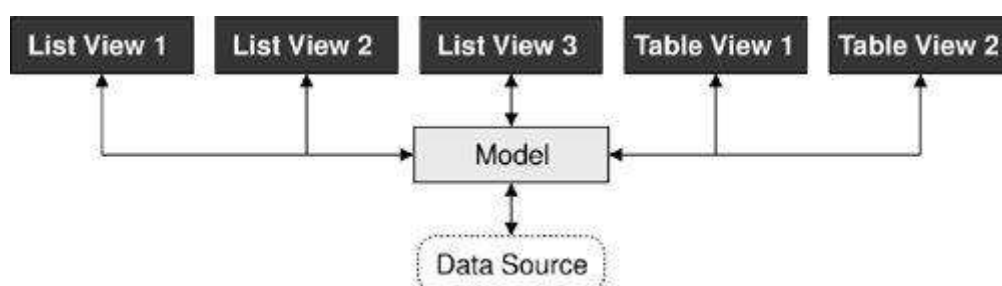 List View 1
List View 2
List View 3
Table View 1
Table View 2
Model
Data Source